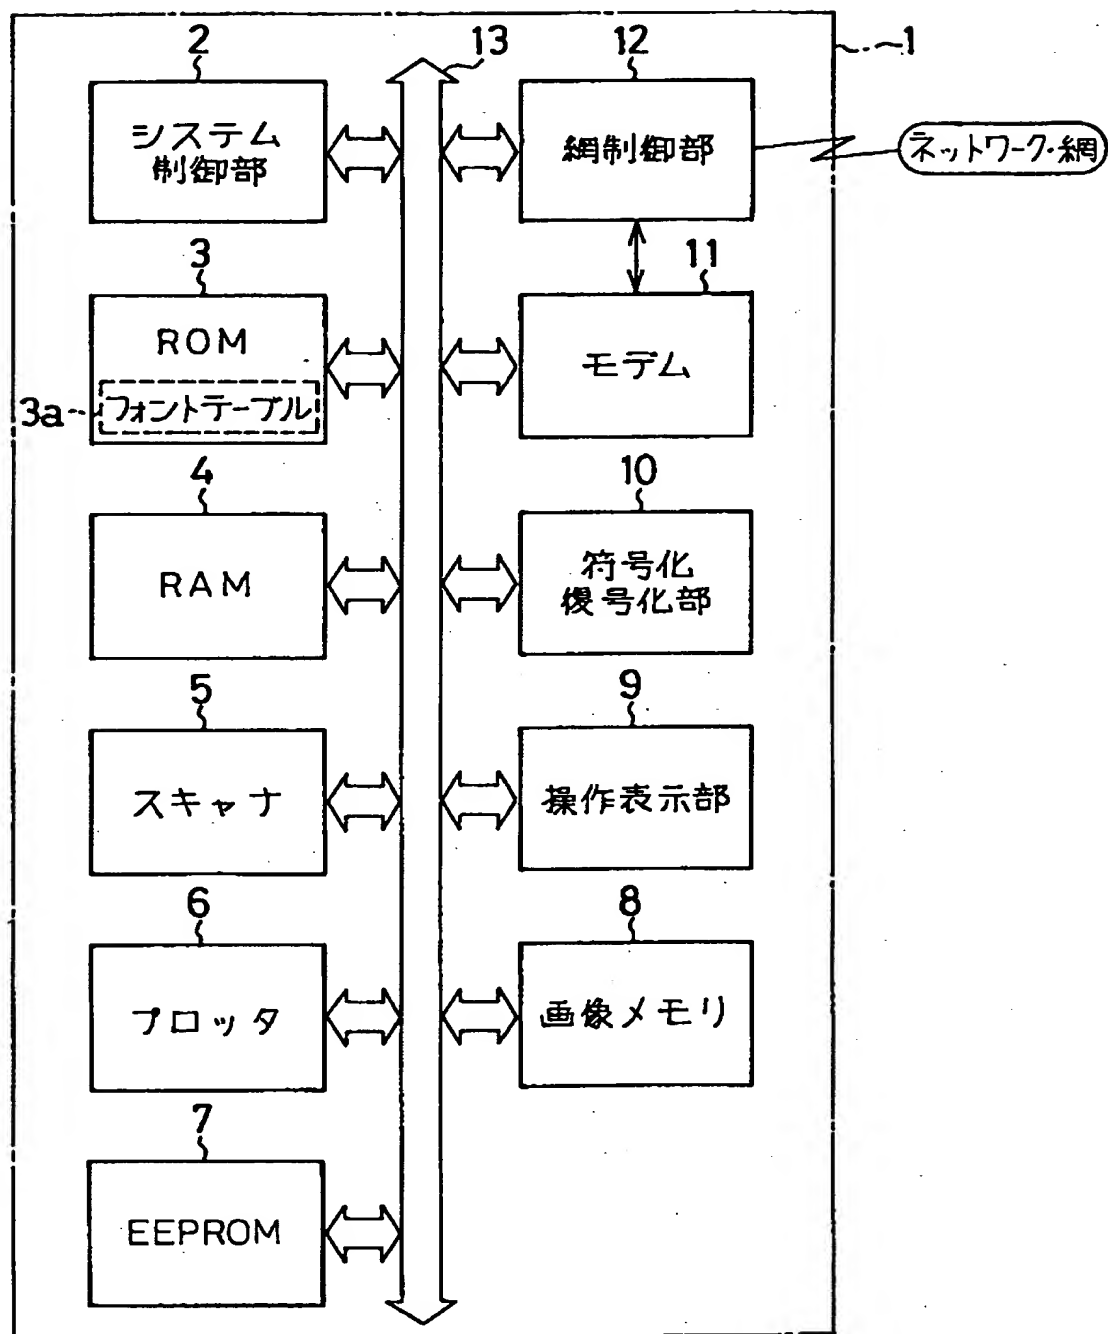 1
2
システム
制御部
3
ROM
3a
フォントテーブル
4
RAM
5
スキャナ
6
プロッタ
7
EEPROM
13
12
網制御部
ネットワーク・網
11
モデム
10
符号化
復号化部
9
操作表示部
8
画像メモリ